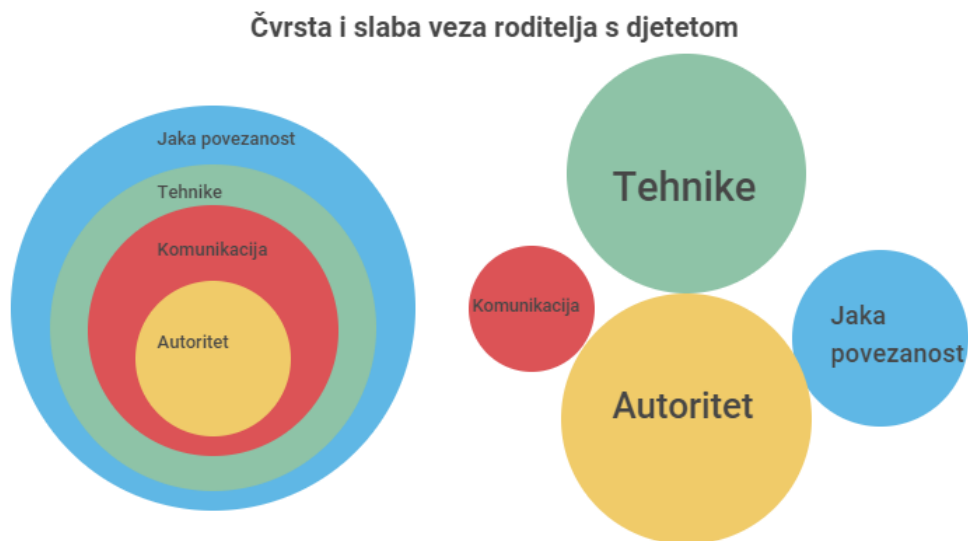 Čvrsta i slaba veza roditelja s djetetom
Jaka povezanost
Tehnike
Komunikacija
Autoritet
Tehnike
Komunikacija
Autoritet
Jaka
povezanost